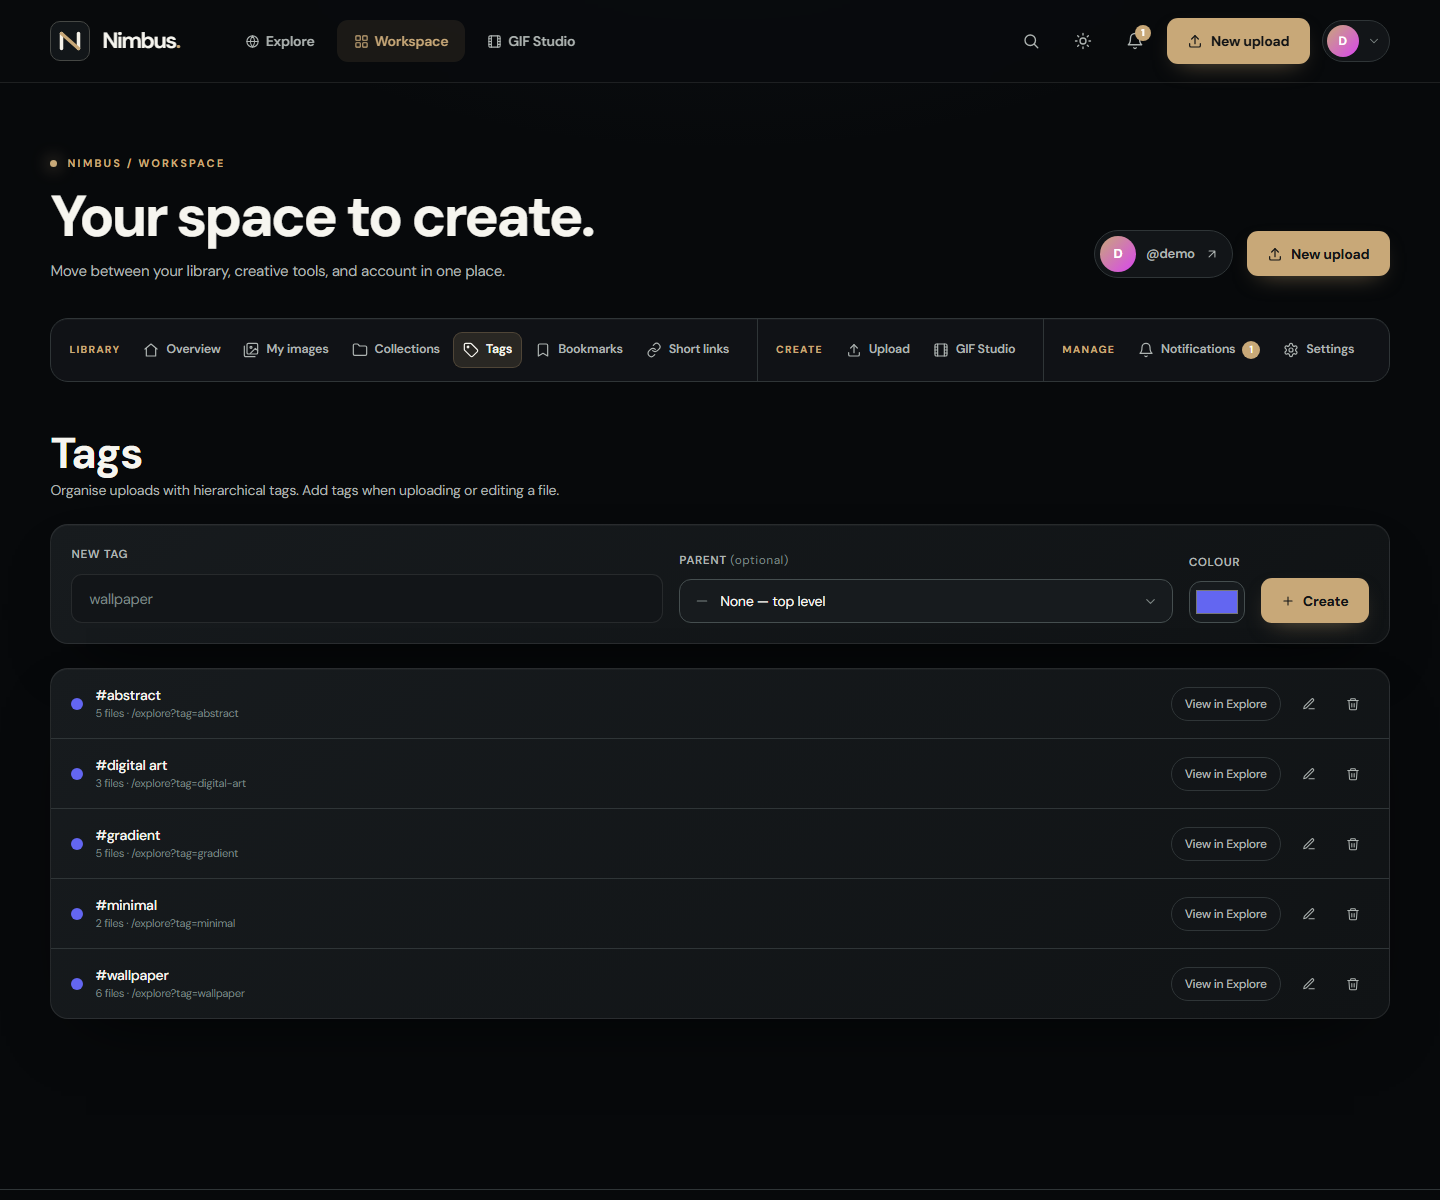 N Nimbus.
Explore
Workspace
GIF Studio
1
New upload
D
NIMBUS / WORKSPACE
Your space to create.
Move between your library, creative tools, and account in one place.
D @demo
New upload
LIBRARY
Overview
My images
Collections
Tags
Bookmarks
Short links
CREATE
Upload
GIF Studio
MANAGE
Notifications 1
Settings
Tags
Organise uploads with hierarchical tags. Add tags when uploading or editing a file.
NEW TAG
wallpaper
PARENT (optional)
— None — top level
COLOUR
+ Create
#abstract
5 files · /explore?tag=abstract
View in Explore
#digital art
3 files · /explore?tag=digital-art
View in Explore
#gradient
5 files · /explore?tag=gradient
View in Explore
#minimal
2 files · /explore?tag=minimal
View in Explore
#wallpaper
6 files · /explore?tag=wallpaper
View in Explore